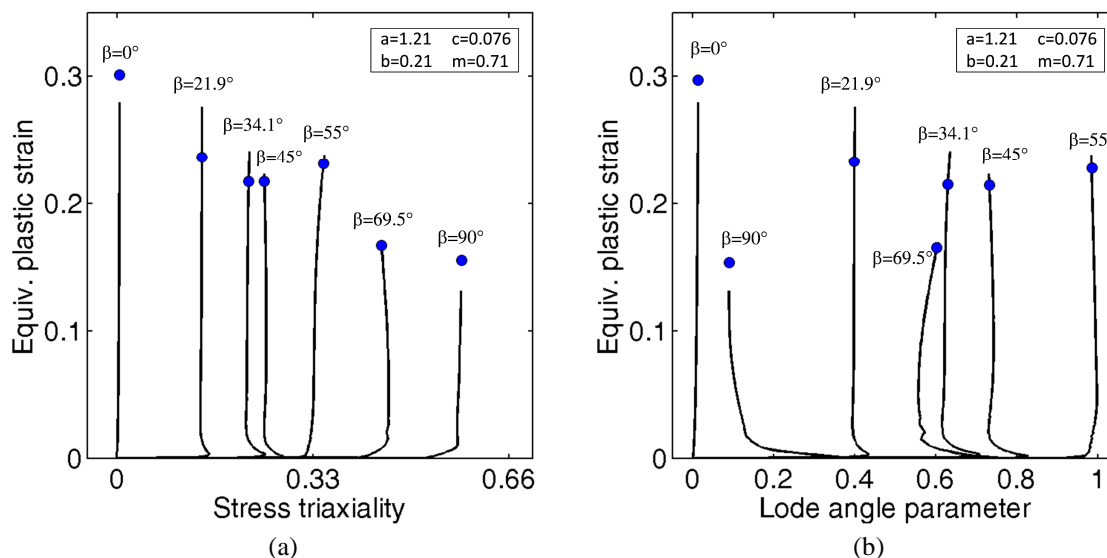 (a)
Equiv. plastic strain
0.3
0.2
0.1
0
0
0.33
0.66
Stress triaxiality
a=1.21 c=0.076
b=0.21 m=0.71
β=0°
β=21.9°
β=34.1°
β=45°
β=55°
β=69.5°
β=90°
(b)
Equiv. plastic strain
0.3
0.2
0.1
0
0
0.2
0.4
0.6
0.8
1
Lode angle parameter
a=1.21 c=0.076
b=0.21 m=0.71
β=0°
β=90°
β=21.9°
β=34.1°
β=45°
β=55
β=69.5°